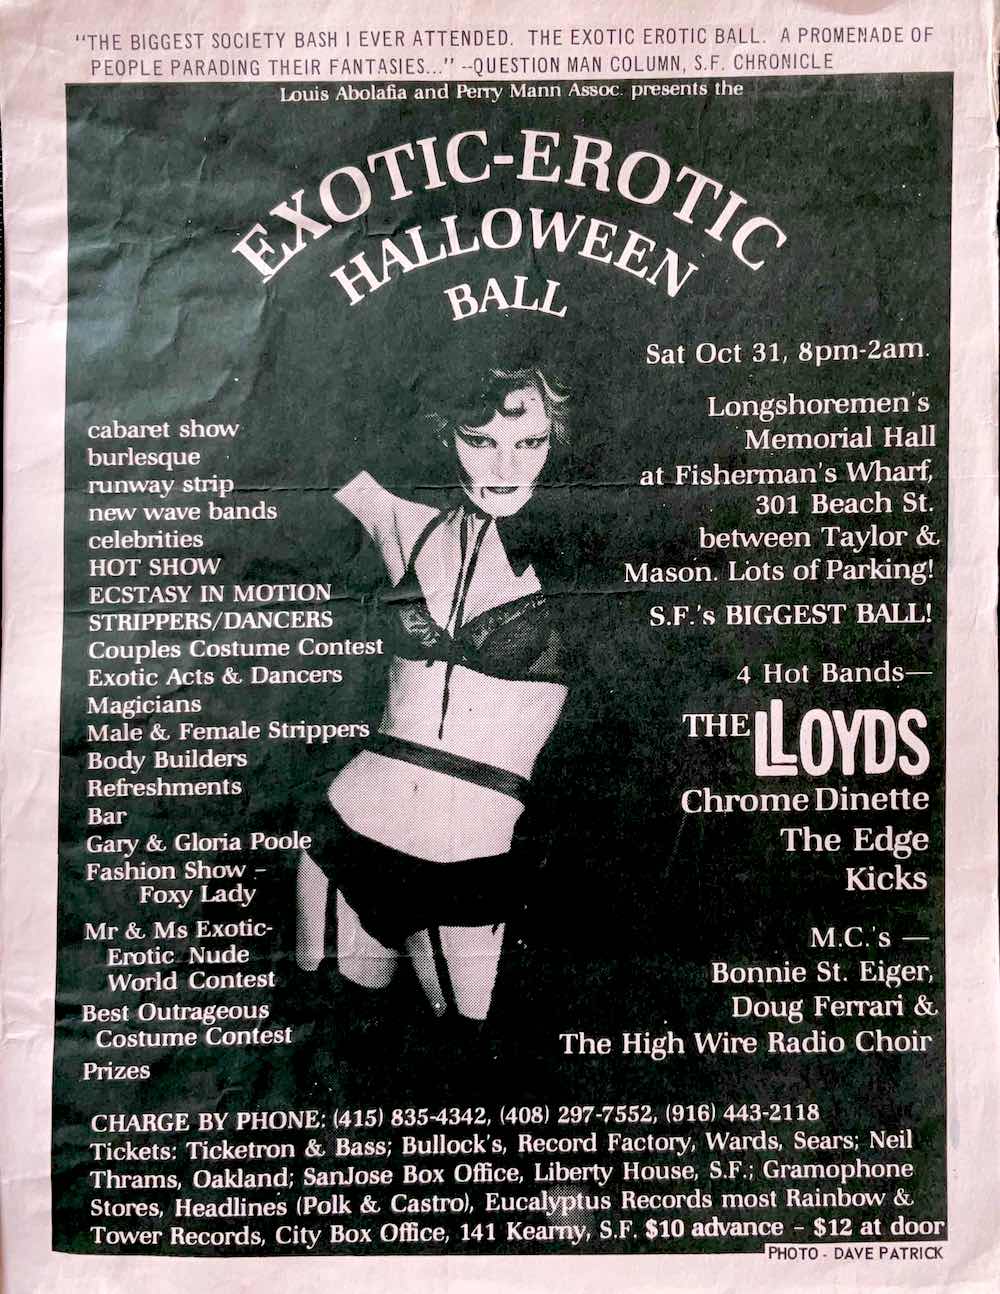 "THE BIGGEST SOCIETY BASH I EVER ATTENDED. THE EXOTIC EROTIC BALL. A PROMENADE OF
PEOPLE PARADING THEIR FANTASIES..." --QUESTION MAN COLUMN, S.F. CHRONICLE
Louis Abolafia and Perry Mann Assoc. presents the
EXOTIC-EROTIC
HALLOWEEN
BALL
Sat Oct 31, 8pm-2am.
Longshoremen's
Memorial Hall
at Fisherman's Wharf,
301 Beach St.
between Taylor &
Mason. Lots of Parking!
S.F.'s BIGGEST BALL!
4 Hot Bands—
THE LLOYDS
Chrome Dinette
The Edge
Kicks
M.C.'s —
Bonnie St. Eiger,
Doug Ferrari &
The High Wire Radio Choir
cabaret show
burlesque
runway strip
new wave bands
celebrities
HOT SHOW
ECSTASY IN MOTION
STRIPPERS/DANCERS
Couples Costume Contest
Exotic Acts & Dancers
Magicians
Male & Female Strippers
Body Builders
Refreshments
Bar
Gary & Gloria Poole
Fashion Show –
Foxy Lady
Mr & Ms Exotic-
Erotic Nude
World Contest
Best Outrageous
Costume Contest
Prizes
CHARGE BY PHONE: (415) 835-4342, (408) 297-7552, (916) 443-2118
Tickets: Ticketron & Bass; Bullock's, Record Factory, Wards, Sears; Neil
Thrams, Oakland; SanJose Box Office, Liberty House, S.F.; Gramophone
Stores, Headlines (Polk & Castro), Eucalyptus Records most Rainbow &
Tower Records, City Box Office, 141 Kearny, S.F. $10 advance – $12 at door
PHOTO - DAVE PATRICK